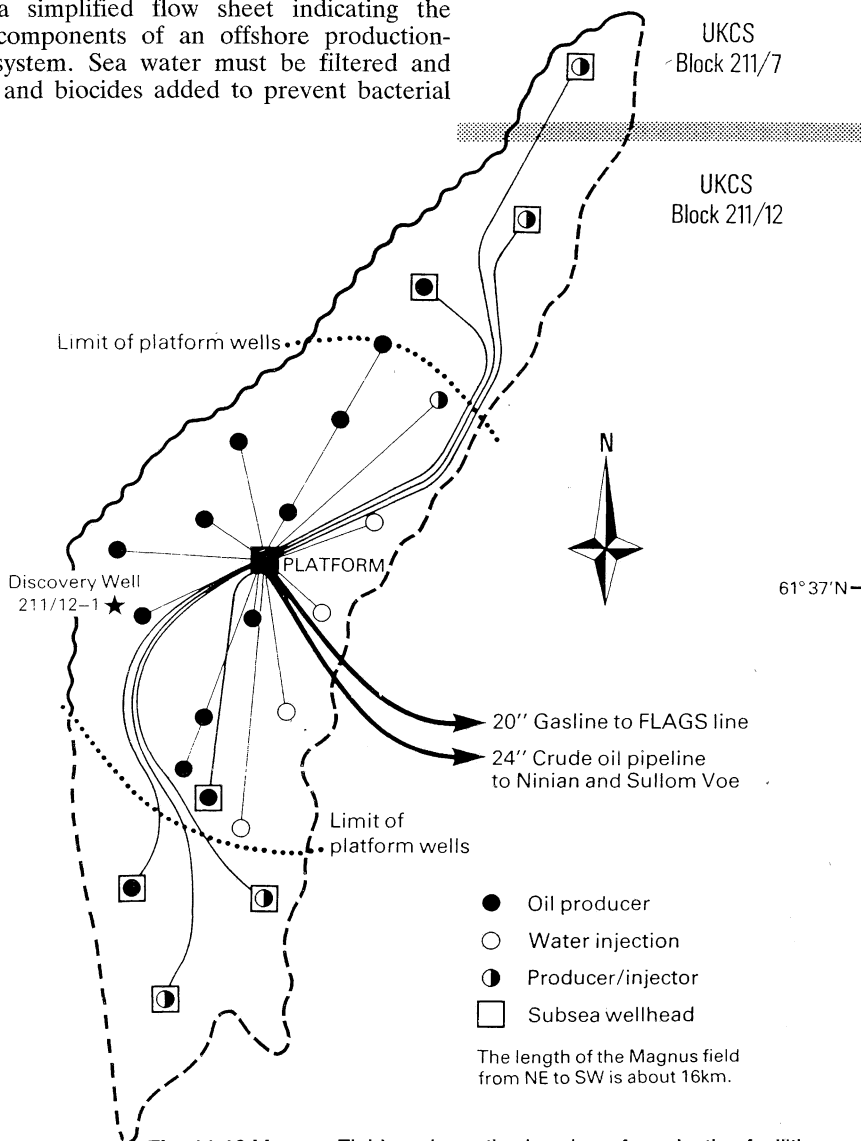 a simplified flow sheet indicating the
components of an offshore production-
system. Sea water must be filtered and
and biocides added to prevent bacterial
UKCS
Block 211/7
UKCS
Block 211/12
Limit of platform wells
N
PLATFORM
Discovery Well
211/12–1
61°37'N
20'' Gasline to FLAGS line
24'' Crude oil pipeline
to Ninian and Sullom Voe
Limit of
platform wells
Oil producer
Water injection
Producer/injector
Subsea wellhead
The length of the Magnus field
from NE to SW is about 16km.